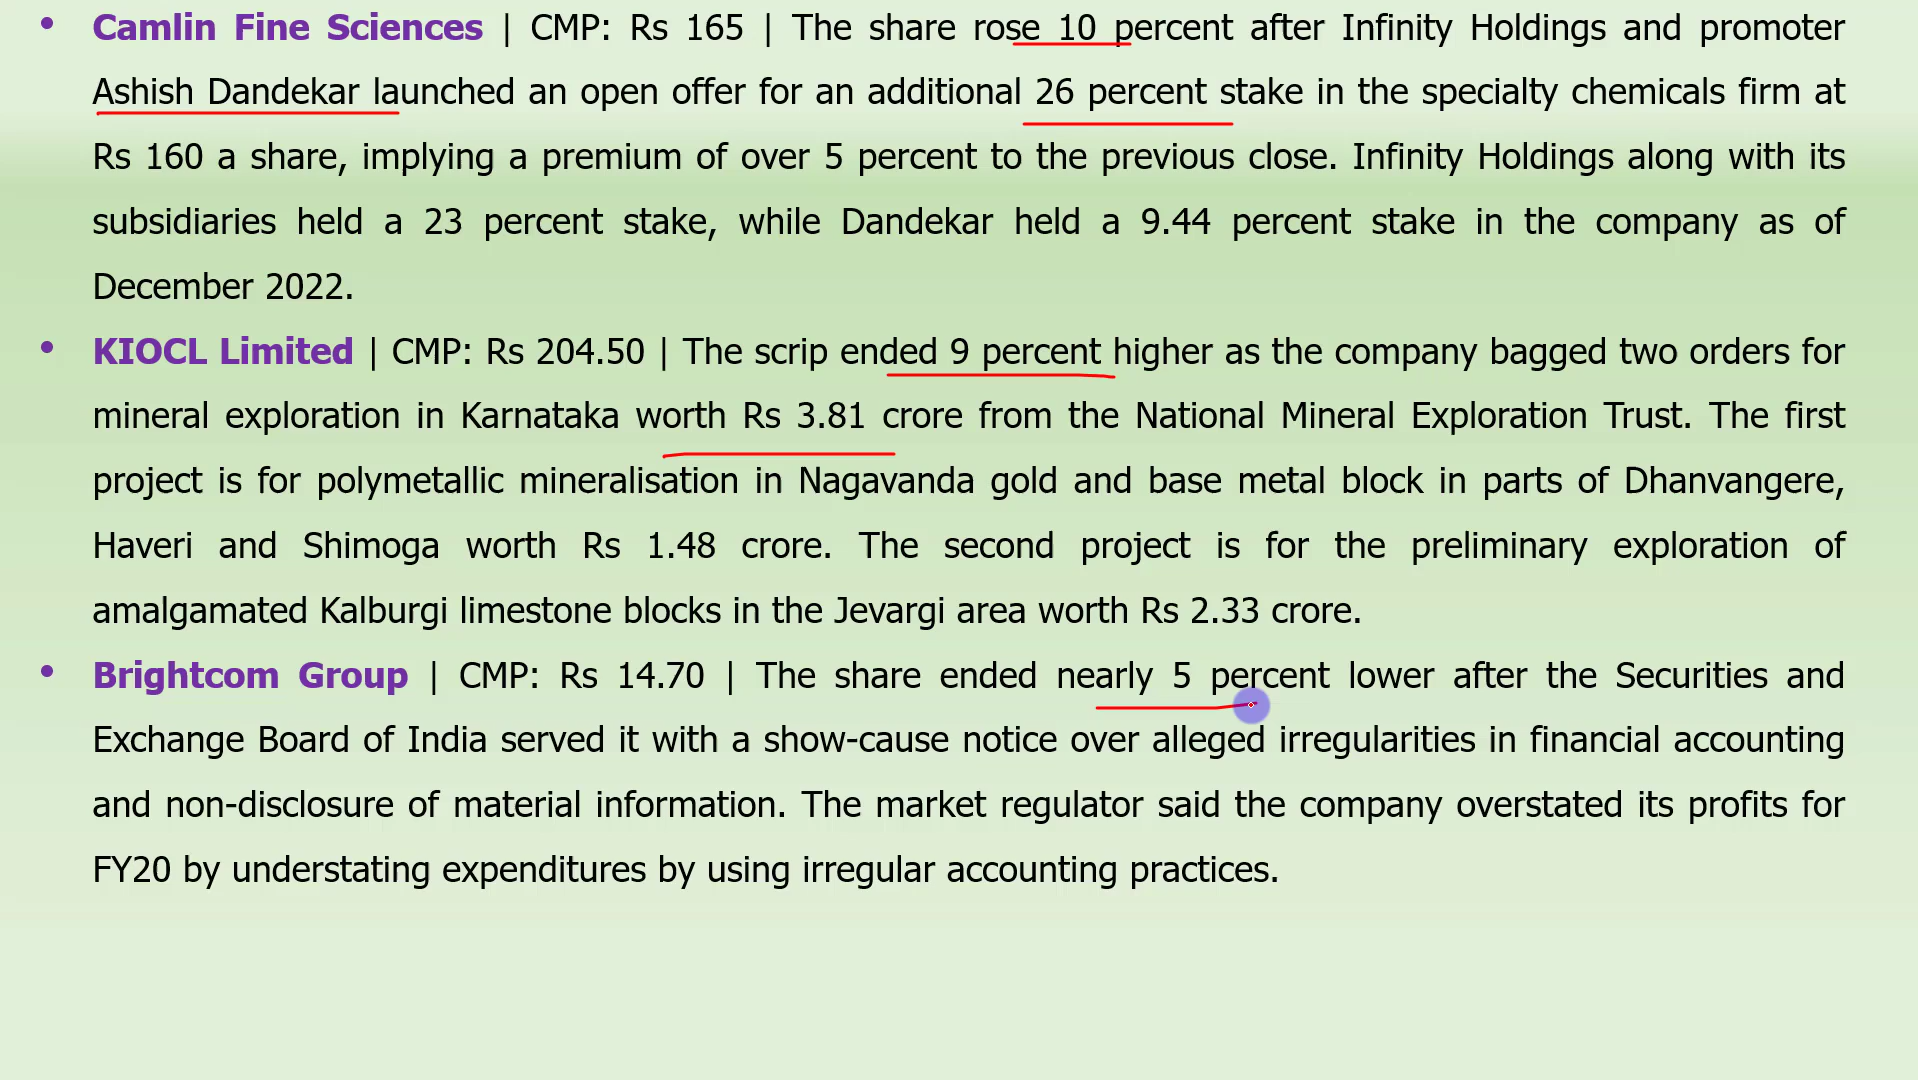 • Camlin Fine Sciences | CMP: Rs 165 | The share rose 10 percent after Infinity Holdings and promoter
Ashish Dandekar launched an open offer for an additional 26 percent stake in the specialty chemicals firm at
Rs 160 a share, implying a premium of over 5 percent to the previous close. Infinity Holdings along with its
subsidiaries held a 23 percent stake, while Dandekar held a 9.44 percent stake in the company as of
December 2022.
• KIOCL Limited | CMP: Rs 204.50 | The scrip ended 9 percent higher as the company bagged two orders for
mineral exploration in Karnataka worth Rs 3.81 crore from the National Mineral Exploration Trust. The first
project is for polymetallic mineralisation in Nagavanda gold and base metal block in parts of Dhanvangere,
Haveri and Shimoga worth Rs 1.48 crore. The second project is for the preliminary exploration of
amalgamated Kalburgi limestone blocks in the Jevargi area worth Rs 2.33 crore.
• Brightcom Group | CMP: Rs 14.70 | The share ended nearly 5 percent lower after the Securities and
Exchange Board of India served it with a show-cause notice over alleged irregularities in financial accounting
and non-disclosure of material information. The market regulator said the company overstated its profits for
FY20 by understating expenditures by using irregular accounting practices.